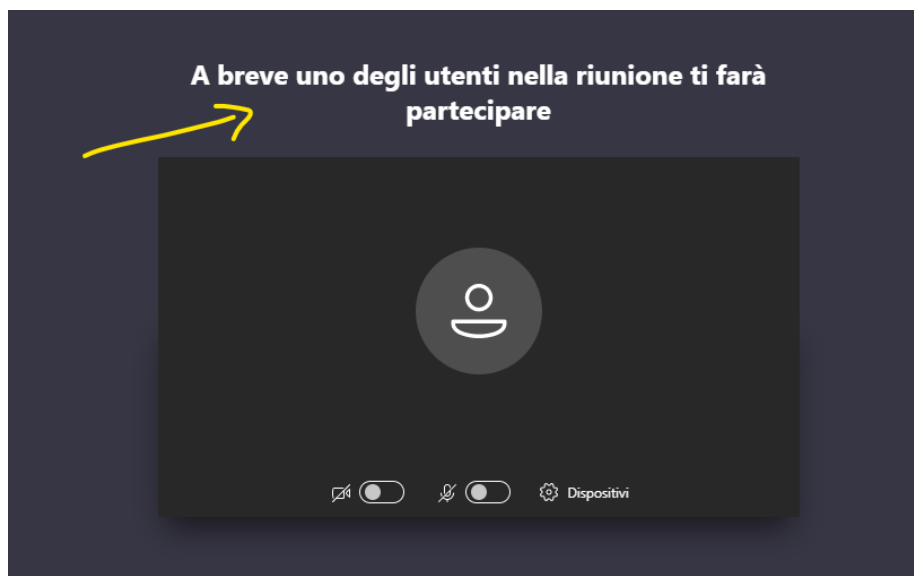 A breve uno degli utenti nella riunione ti farà
partecipare
Dispositivi